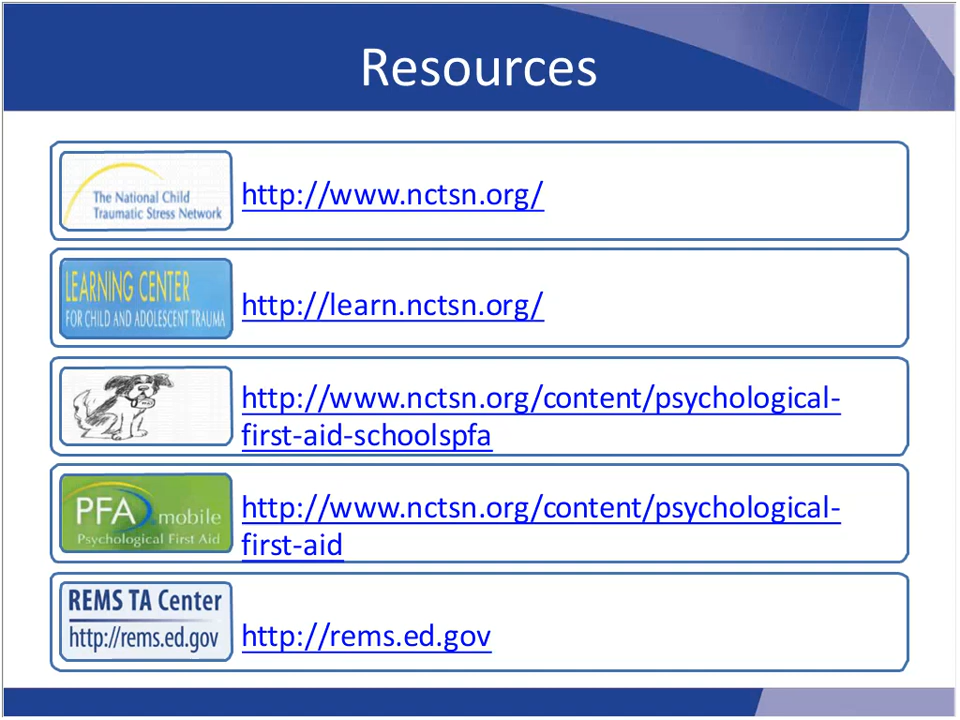 Resources
The National Child
Traumatic Stress Network
http://www.nctsn.org/
LEARNING CENTER
FOR CHILD AND ADOLESCENT TRAUMA
http://learn.nctsn.org/
http://www.nctsn.org/content/psychological-
first-aid-schoolspfa
PFA mobile
Psychological First Aid
http://www.nctsn.org/content/psychological-
first-aid
REMS TA Center
http://rems.ed.gov
http://rems.ed.gov